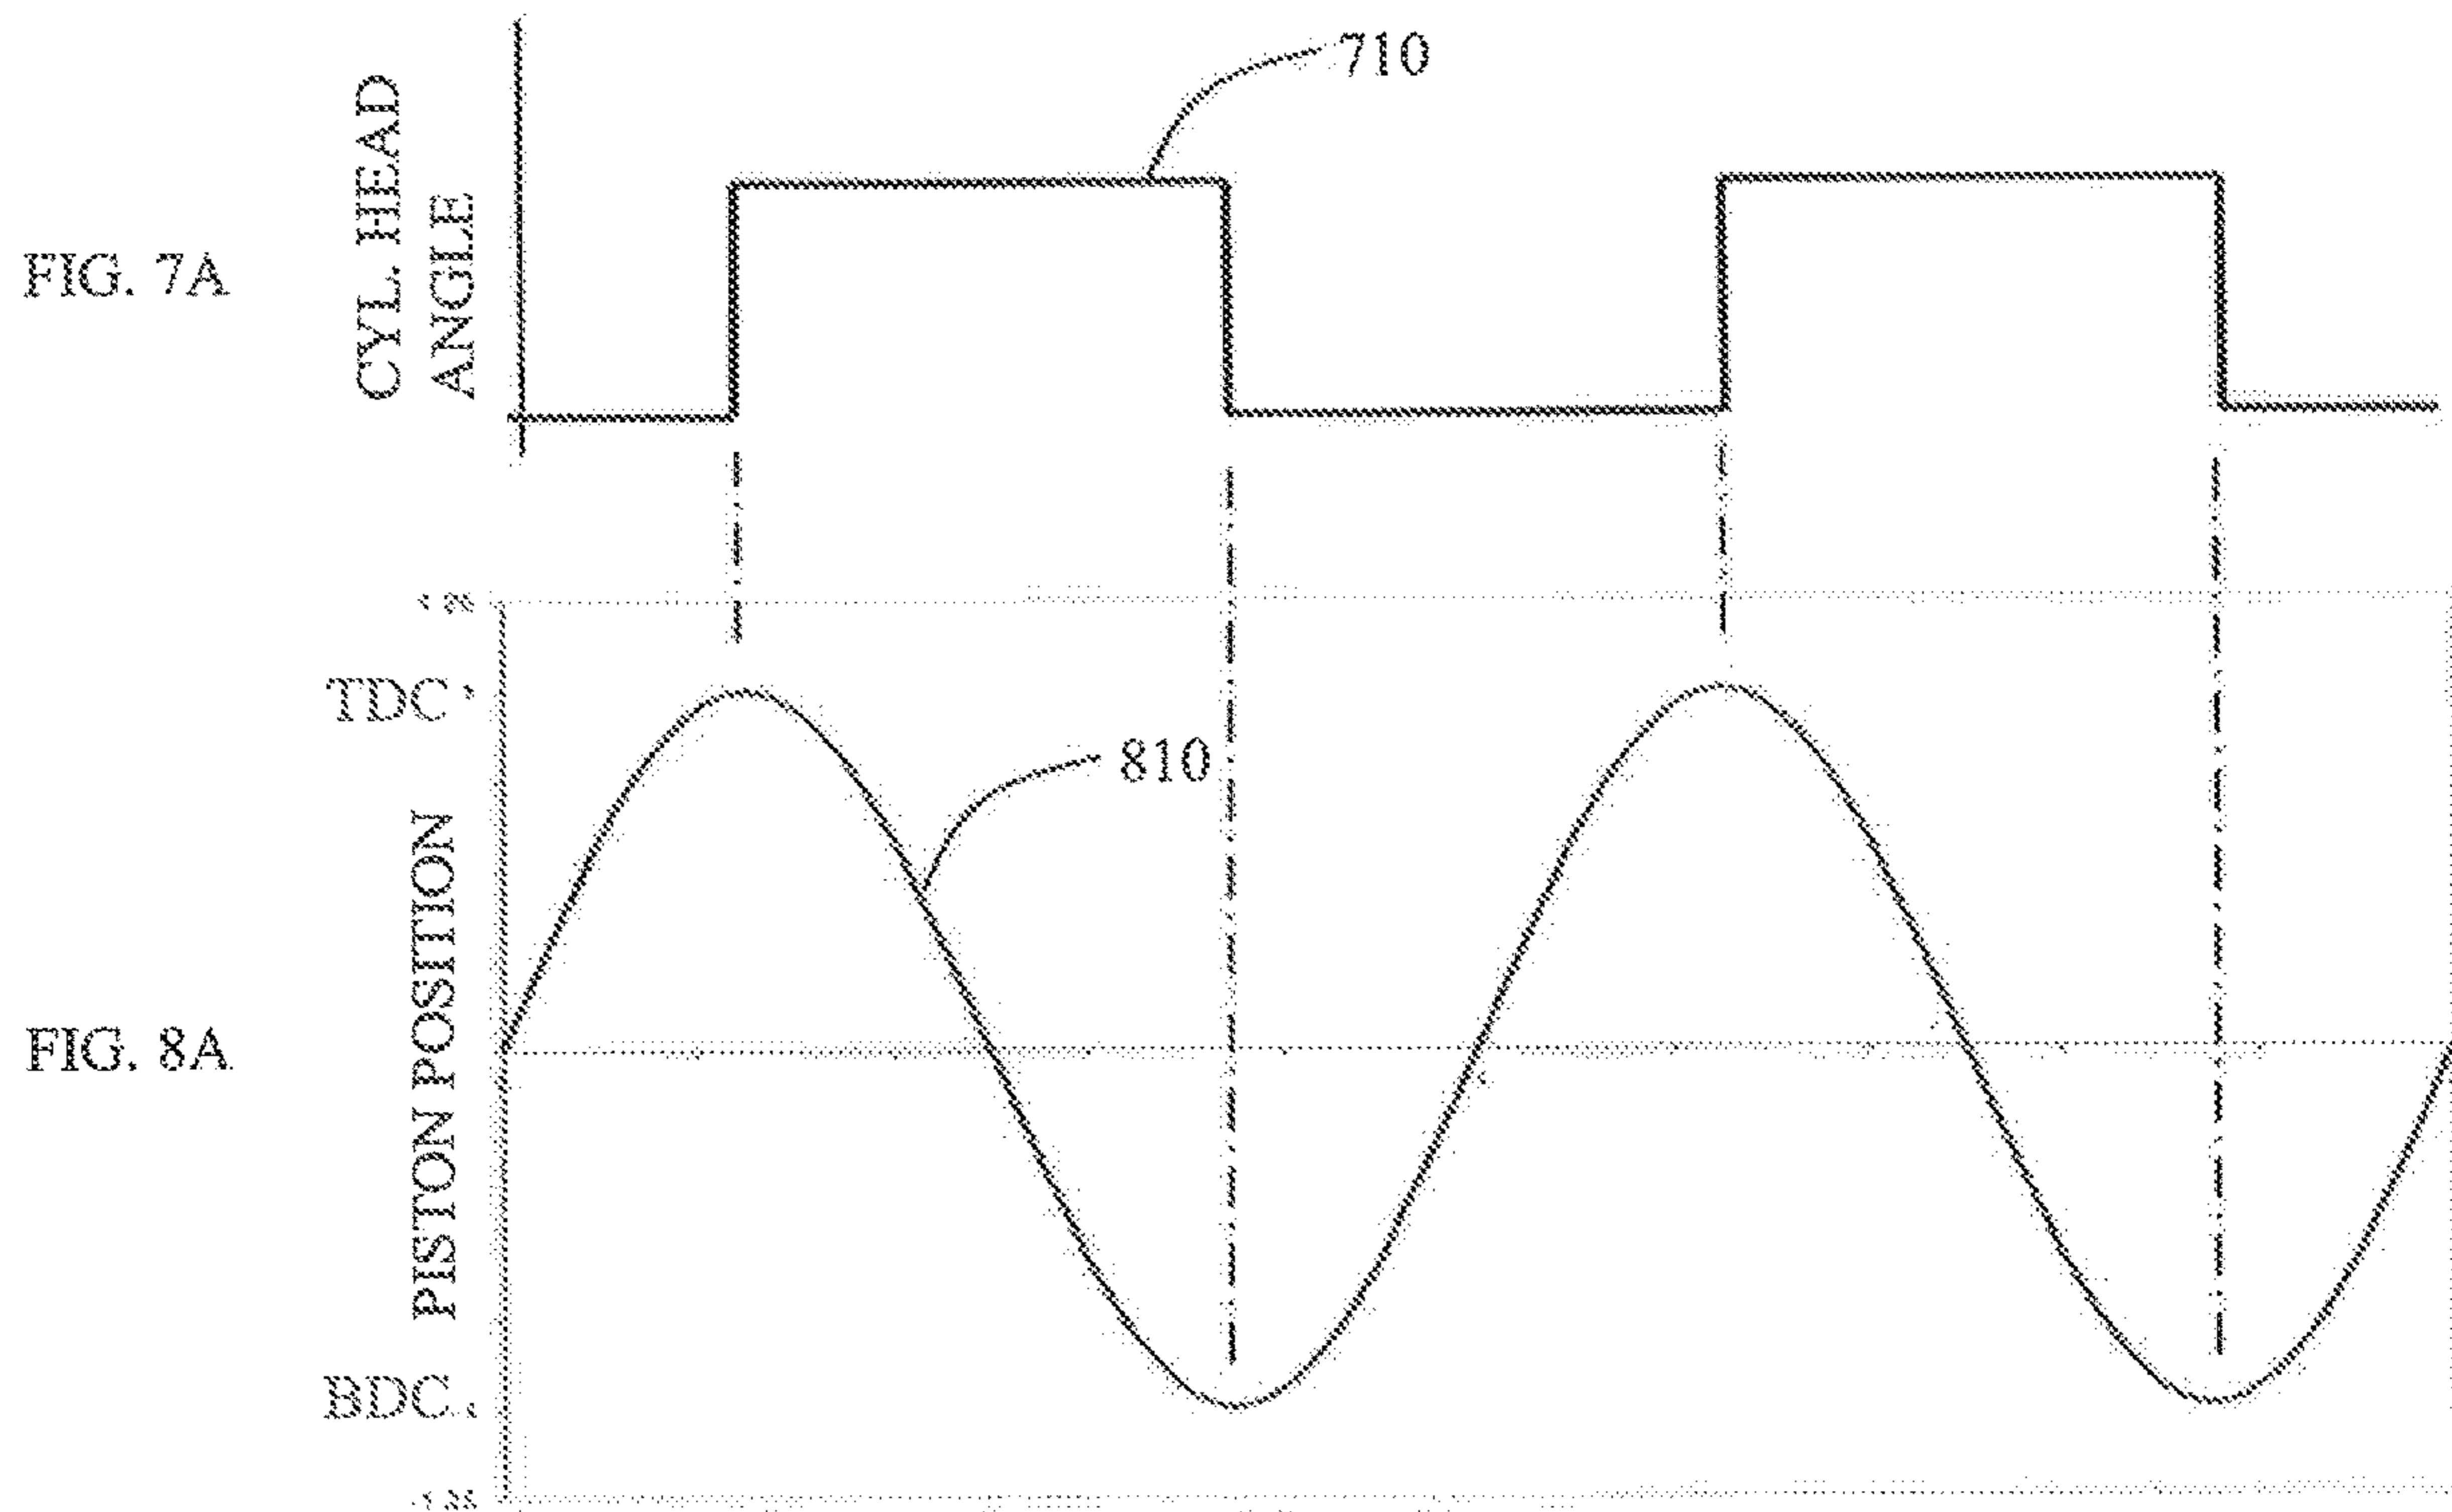 710
CYL. HEAD
ANGLE
FIG. 7A
TDC
810
PISTON POSITION
FIG. 8A
BDC